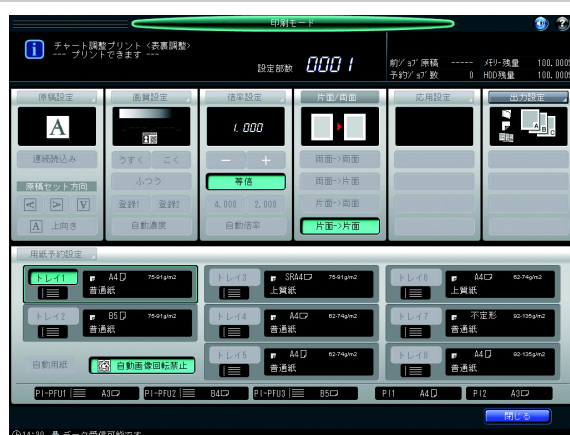 印刷モード
チャート調整プリント <表裏調整>
--- プリントできます ---
設定部数 0001
前ジョブ原稿 ----- メモリー残量 100.000%
予約ジョブ数 0 HDD残量 100.000%
原稿設定
画質設定
倍率設定
片面/両面
応用設定
出力設定
A
1.000
A B C
連続読込み
うすく こく
- +
両面->両面
原稿セット方向
ふつう
等倍
両面->片面
登録1 登録2
4.000 2.000
片面->両面
A 上向き
自動濃度
自動倍率
片面->片面
用紙予約設定
トレイ1 A4 75-91g/m2
普通紙
トレイ3 SRA4 75-91g/m2
上質紙
トレイ6 A4 62-74g/m2
上質紙
トレイ2 B5 75-91g/m2
普通紙
トレイ4 A4 62-74g/m2
普通紙
トレイ7 不定形 92-135g/m2
普通紙
自動用紙
自動画像回転禁止
トレイ5 A4 62-74g/m2
普通紙
トレイ8 A4 92-135g/m2
普通紙
PI-PFU1 A3 PI-PFU2 B4 PI-PFU3 B5 PI1 A4 PI2 A3
閉じる
14:20 データ受信可能です